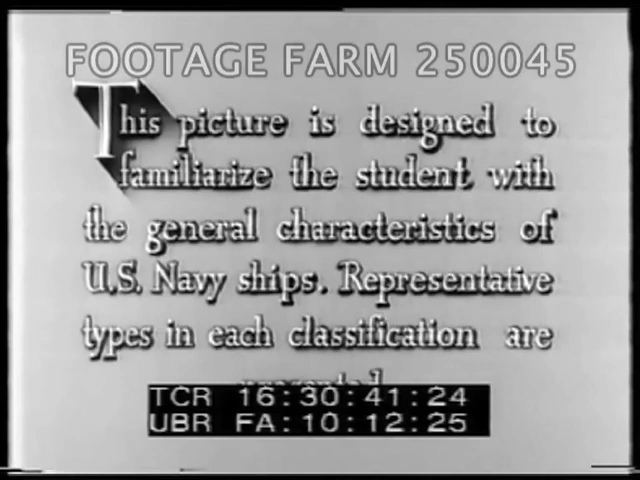 FOOTAGE FARM 250045
This picture is designed to
familiarize the student with
the general characteristics of
U.S. Navy ships. Representative
types in each classification are
TCR 16:30:41:24
UBR FA:10:12:25